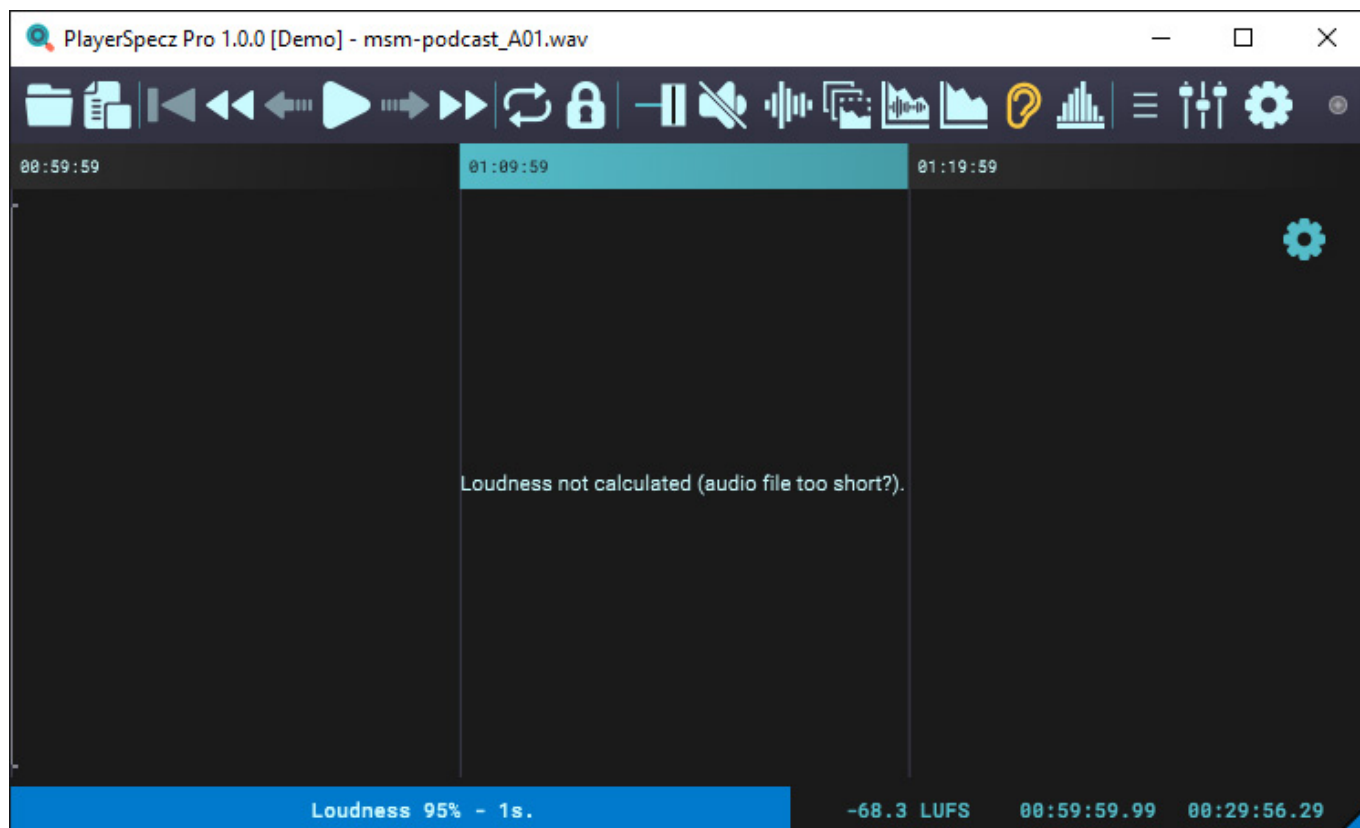 PlayerSpecz Pro 1.0.0 [Demo] - msm-podcast_A01.wav
00:59:59 01:09:59 01:19:59
Loudness not calculated (audio file too short?).
Loudness 95% - 1s. -68.3 LUFS 00:59:59.99 00:29:56.29